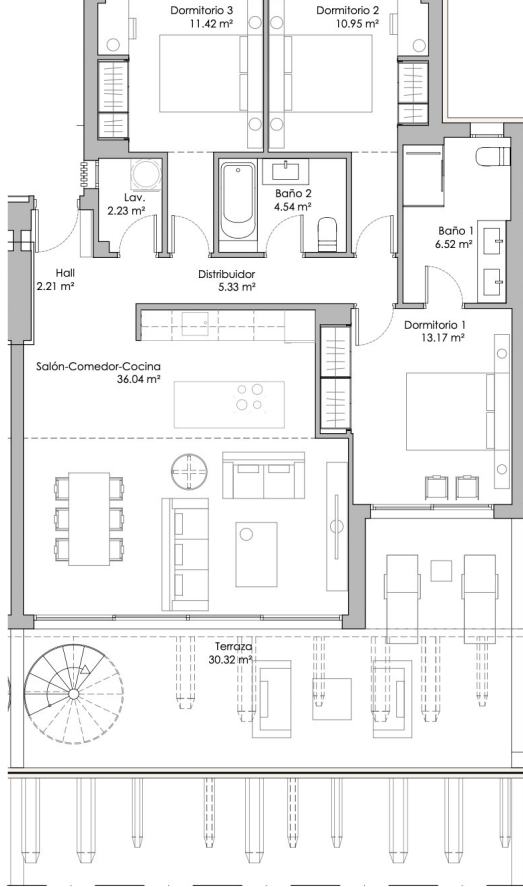 Dormitorio 3
11.42 m²
Dormitorio 2
10.95 m²
Lav.
2.23 m²
Baño 2
4.54 m²
Baño 1
6.52 m²
Hall
2.21 m²
Distribuidor
5.33 m²
Dormitorio 1
13.17 m²
Salón-Comedor-Cocina
36.04 m²
Terraza
30.32 m²